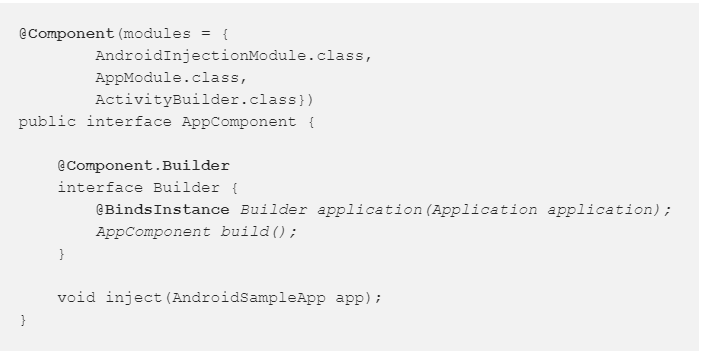 @Component(modules = {
        AndroidInjectionModule.class,
        AppModule.class,
        ActivityBuilder.class})
public interface AppComponent {
    @Component.Builder
    interface Builder {
        @BindsInstance Builder application(Application application);
        AppComponent build();
    }
    void inject(AndroidSampleApp app);
}